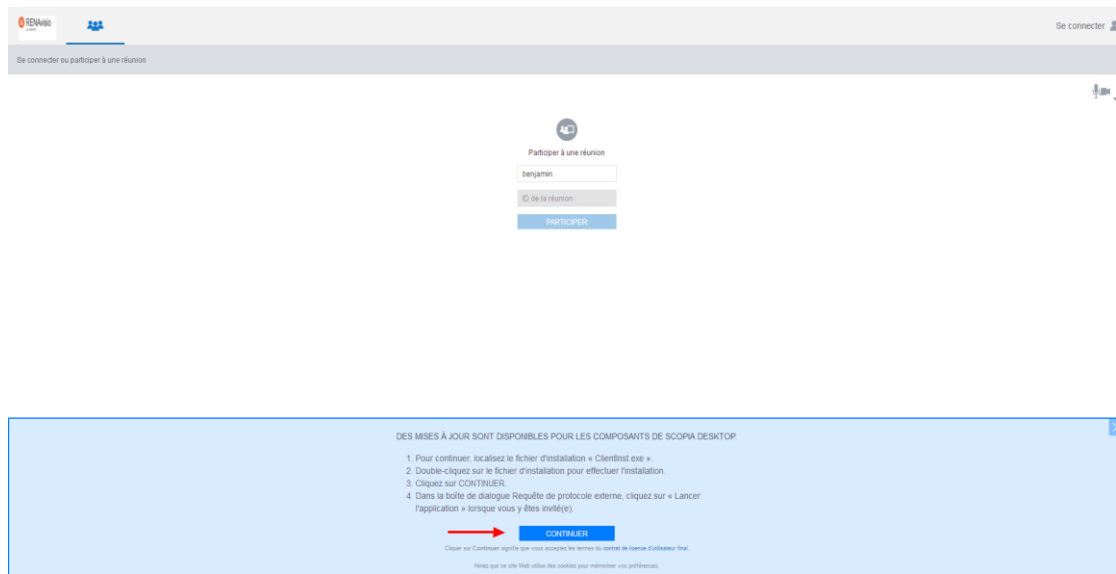 RENAvisio
Se connecter
Se connecter ou participer à une réunion
Participer à une réunion
benjamin
ID de la réunion
PARTICIPER
DES MISES À JOUR SONT DISPONIBLES POUR LES COMPOSANTS DE SCOPIA DESKTOP.
1. Pour continuer, localisez le fichier d'installation « ClientInst.exe ».
2. Double-cliquez sur le fichier d'installation pour effectuer l'installation.
3. Cliquez sur CONTINUER.
4. Dans la boîte de dialogue Requête de protocole externe, cliquez sur « Lancer
l'application » lorsque vous y êtes invité(e).
CONTINUER
Cliquer sur Continuer signifie que vous acceptez les termes du contrat de licence d'utilisateur final.
Notez que ce site Web utilise des cookies pour mémoriser vos préférences.